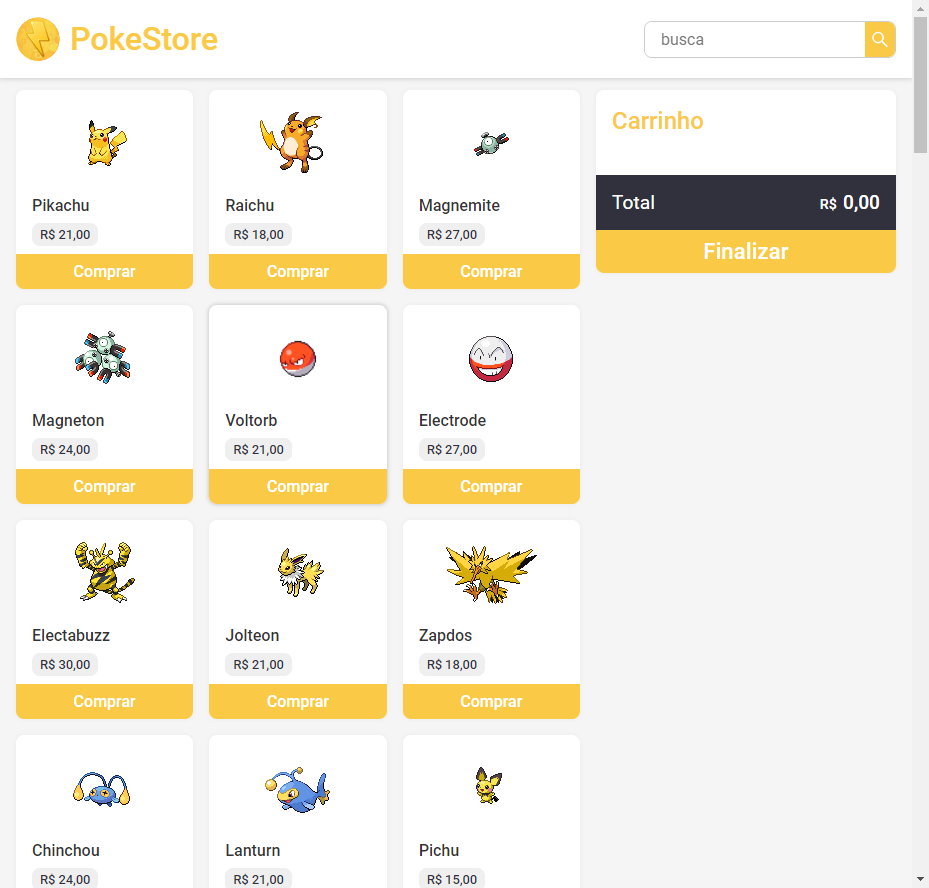 PokeStore
busca
Pikachu
R$ 21,00
Comprar
Raichu
R$ 18,00
Comprar
Magnemite
R$ 27,00
Comprar
Carrinho
Total
R$ 0,00
Finalizar
Magneton
R$ 24,00
Comprar
Voltorb
R$ 21,00
Comprar
Electrode
R$ 27,00
Comprar
Electabuzz
R$ 30,00
Comprar
Jolteon
R$ 21,00
Comprar
Zapdos
R$ 18,00
Comprar
Chinchou
R$ 24,00
Lanturn
R$ 21,00
Pichu
R$ 15,00